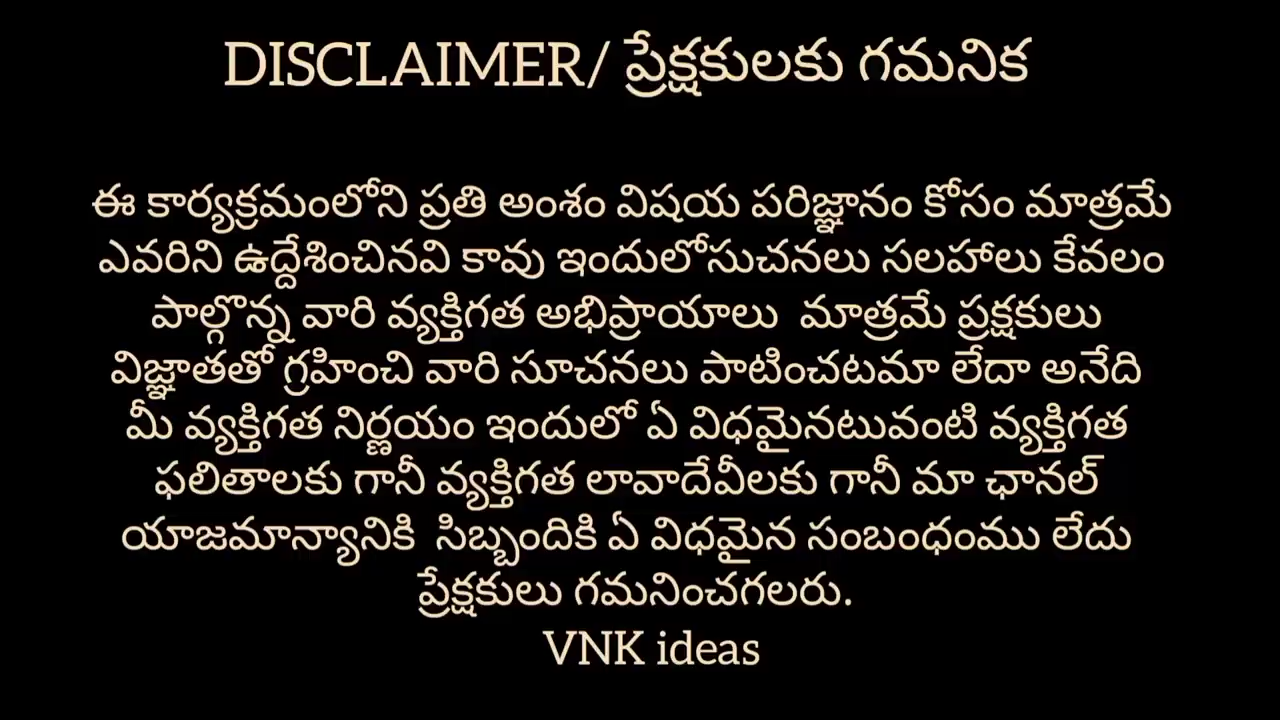 DISCLAIMER/ ప్రేక్షకులకు గమనిక
ఈ కార్యక్రమంలోని ప్రతి అంశం విషయ పరిజ్ఞానం కోసం మాత్రమే
ఎవరిని ఉద్దేశించినవి కావు ఇందులోసుచనలు సలహాలు కేవలం
పాల్గొన్న వారి వ్యక్తిగత అభిప్రాయాలు మాత్రమే ప్రక్షకులు
విజ్ఞాతతో గ్రహించి వారి సూచనలు పాటించటమా లేదా అనేది
మీ వ్యక్తిగత నిర్ణయం ఇందులో ఏ విధమైనటువంటి వ్యక్తిగత
ఫలితాలకు గానీ వ్యక్తిగత లావాదేవీలకు గానీ మా ఛానల్
యాజమాన్యానికి సిబ్బందికి ఏ విధమైన సంబంధంము లేదు
ప్రేక్షకులు గమనించగలరు.
VNK ideas